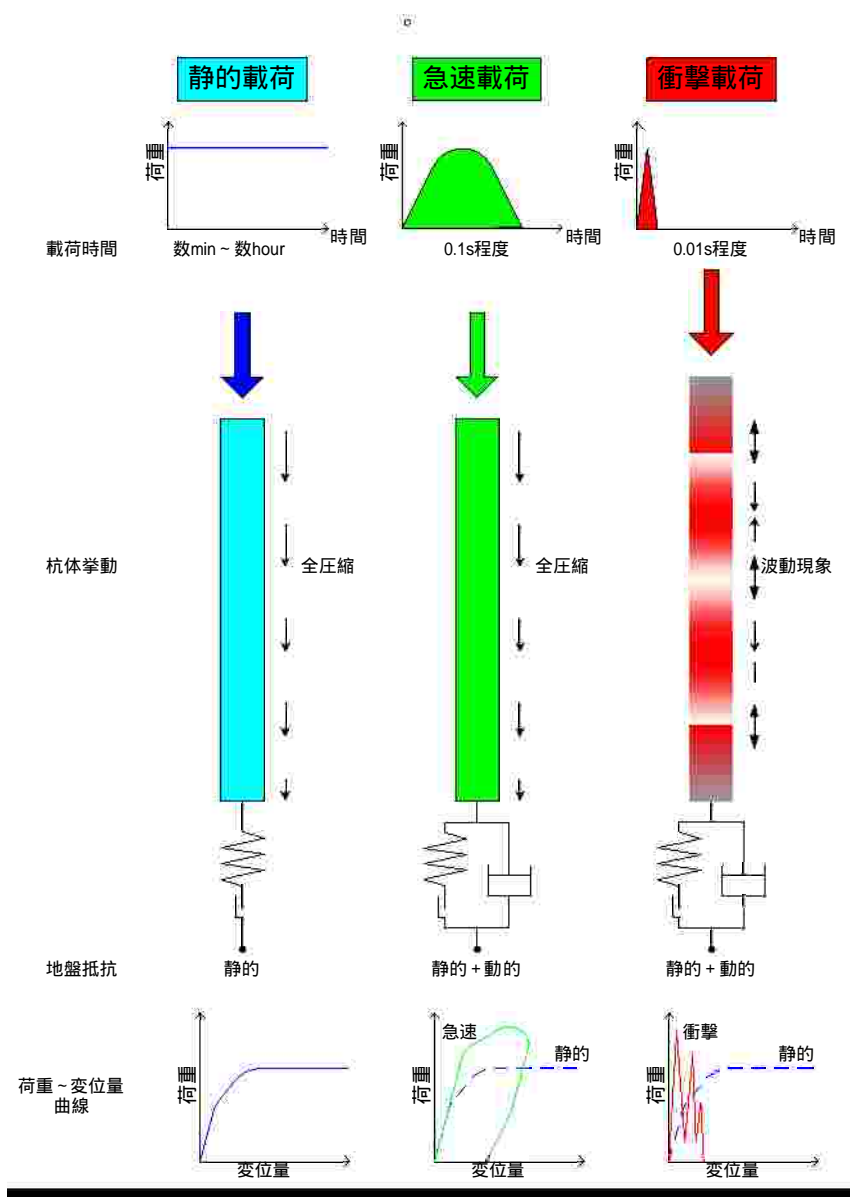 静的載荷
急速載荷
衝撃載荷
荷重
荷重
荷重
時間
時間
時間
載荷時間
数min ~ 数hour
0.1s程度
0.01s程度
杭体挙動
全圧縮
全圧縮
波動現象
地盤抵抗
静的
静的 + 動的
静的 + 動的
荷重 ~ 変位量
曲線
荷重
変位量
急速
静的
荷重
変位量
衝撃
静的
荷重
変位量